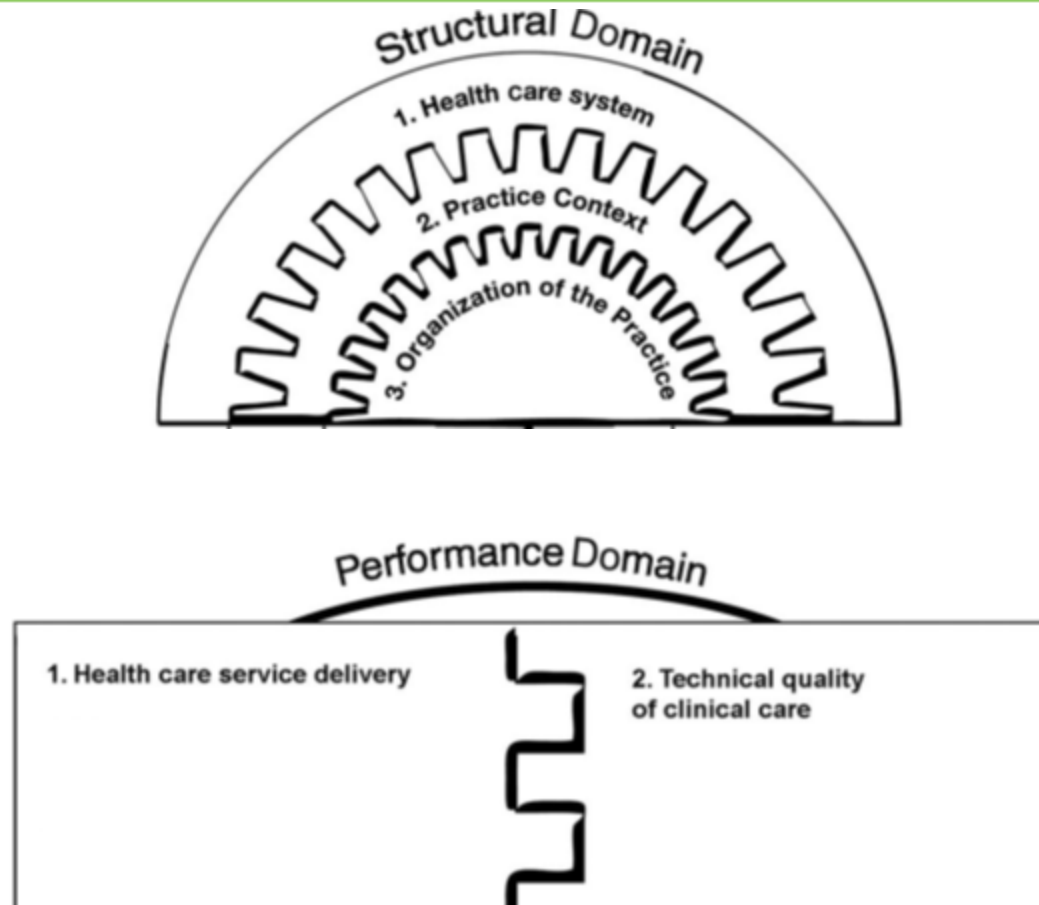 Structural Domain
1. Health care system
2. Practice Context
3. Organization of the Practice
Performance Domain
1. Health care service delivery
2. Technical quality
of clinical care